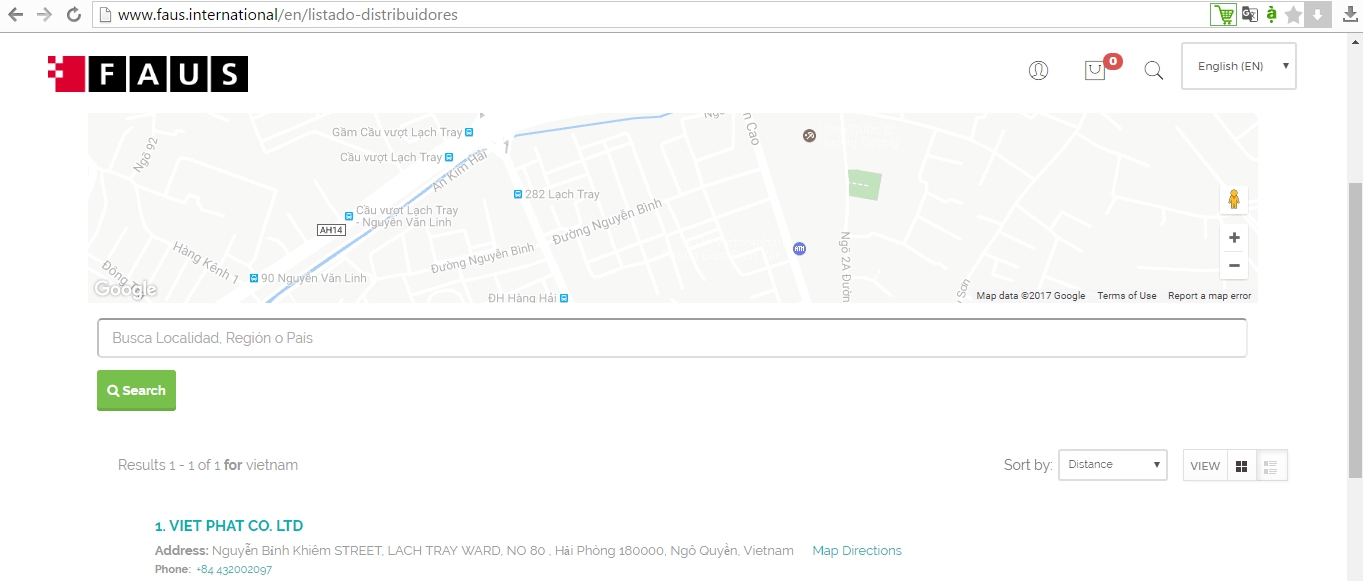 www.faus.international/en/listado-distribuidores
FAUS
0
English (EN)
Gầm Cầu vượt Lạch Tray
Ngõ 92
Cầu vượt Lạch Tray
An Kim Hải
282 Lạch Tray
Cầu vượt Lạch Tray
- Nguyễn Văn Linh
AH14
Đường Nguyễn Bình
Đường Nguyễn Bình
Hàng Kênh 1
90 Nguyễn Văn Linh
ĐH Hàng Hải
ATM
Ngõ 2A Đườn
Google
Map data ©2017 Google
Terms of Use
Report a map error
Busca Localidad, Región o País
Search
Results 1 - 1 of 1 for vietnam
Sort by:
Distance
VIEW
1. VIET PHAT CO. LTD
Address: Nguyễn Bỉnh Khiêm STREET, LACH TRAY WARD, NO 80 , Hải Phòng 180000, Ngô Quyền, Vietnam Map Directions
Phone: +84 432002097